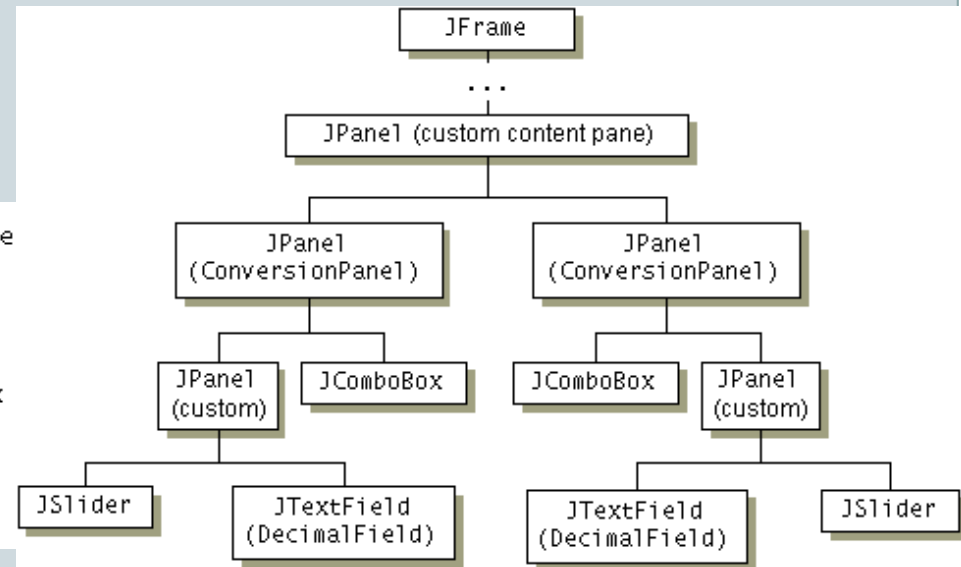 JFrame
...
JPanel (custom content pane)
JPanel
(ConversionPanel)
JPanel
(ConversionPanel)
JPanel
(custom)
JComboBox
JComboBox
JPanel
(custom)
JSlider
JTextField
(DecimalField)
JTextField
(DecimalField)
JSlider